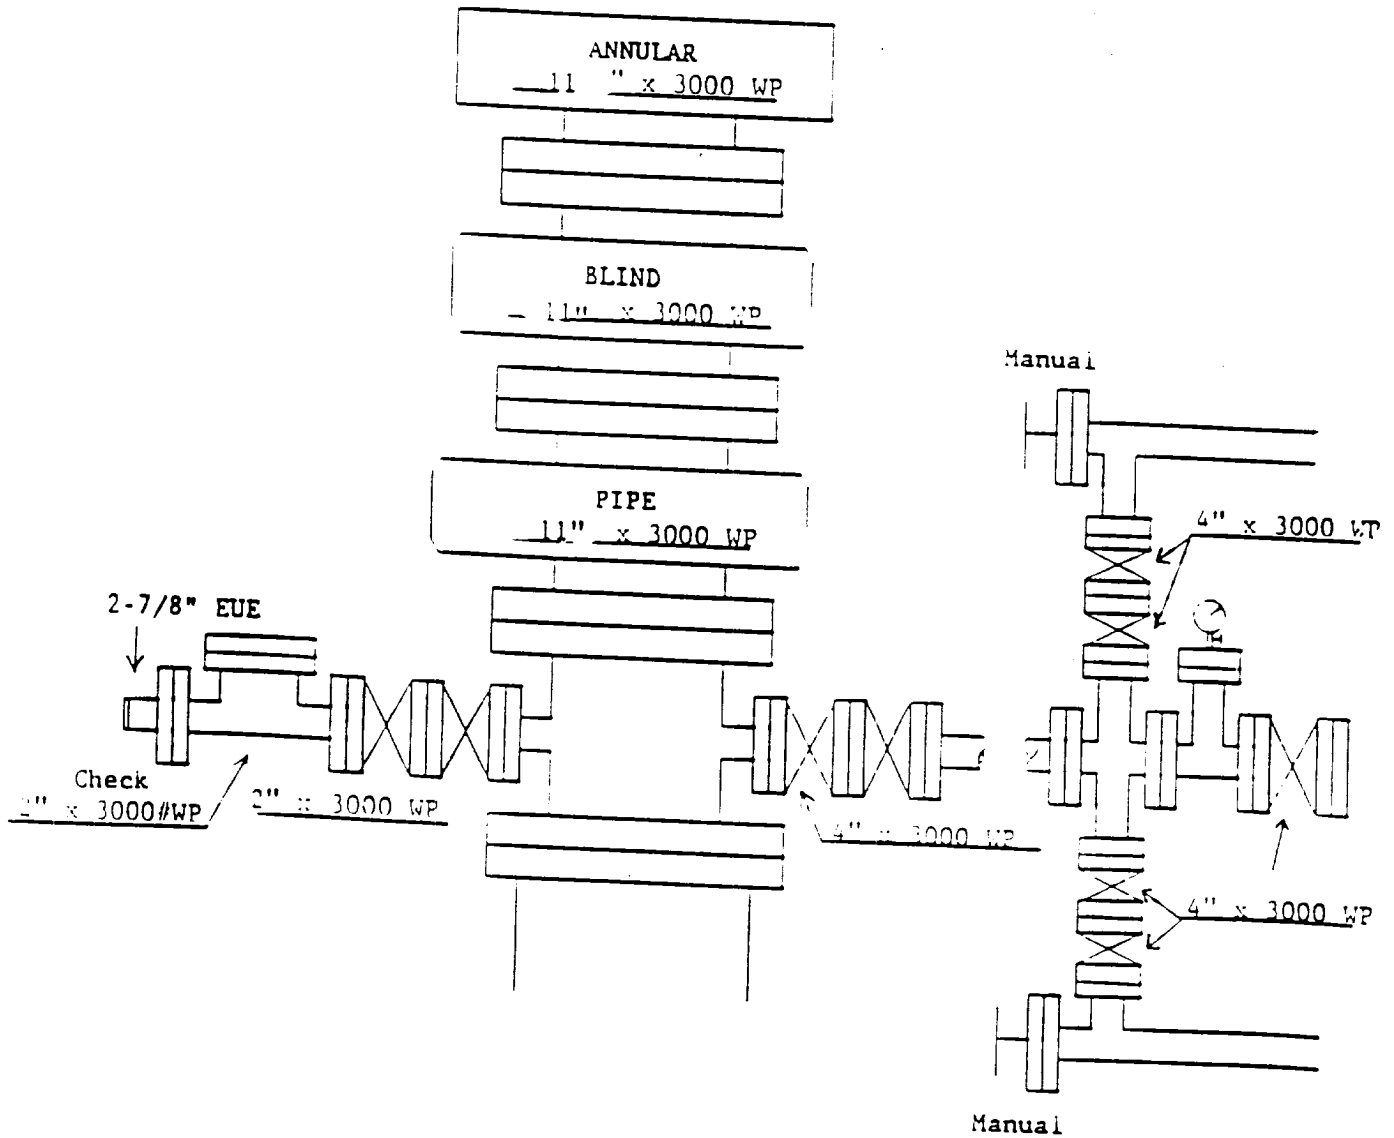 ANNULAR
11 " x 3000 WP
BLIND
11" x 3000 WP
Manual
PIPE
11" x 3000 WP
4" x 3000 WP
2-7/8" EUE
Check
2" x 3000#WP
2" x 3000 WP
4" x 3000 WP
4" x 3000 WP
Manual